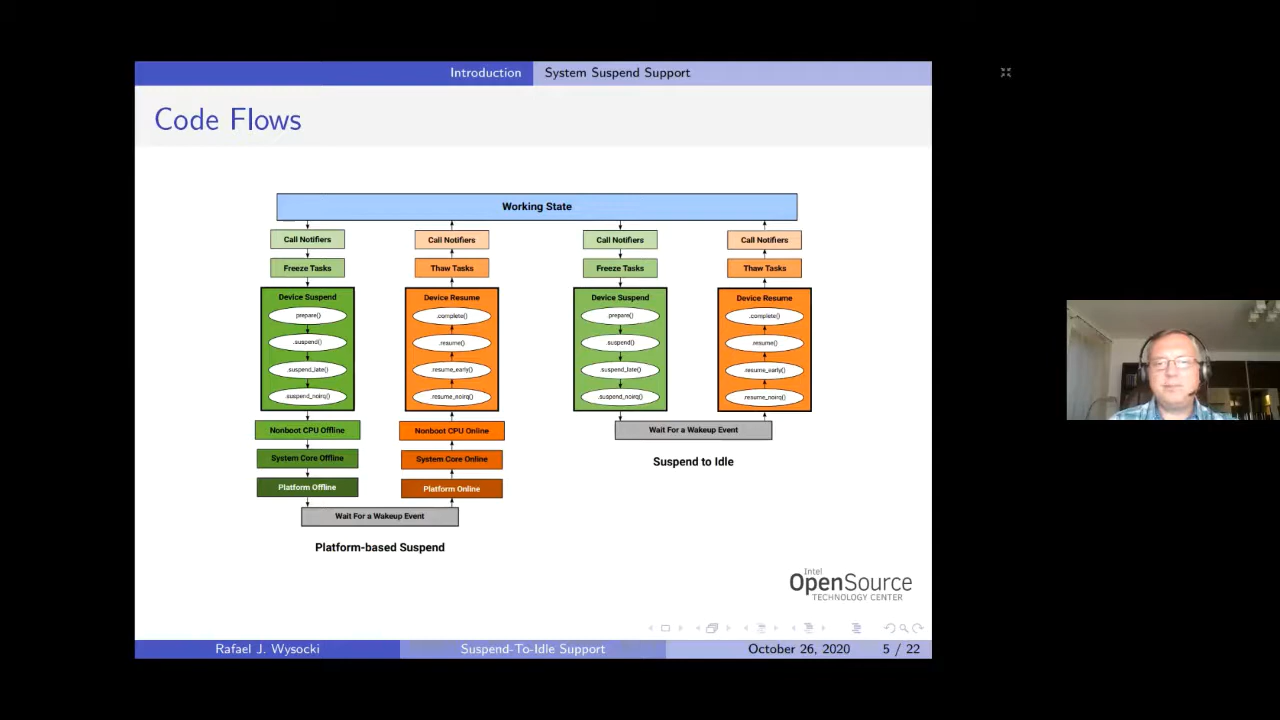 Introduction System Suspend Support
Code Flows
Working State
Call Notifiers
Freeze Tasks
Device Suspend
prepare()
.suspend()
.suspend_late()
.suspend_noirq()
Nonboot CPU Offline
System Core Offline
Platform Offline
Call Notifiers
Thaw Tasks
Device Resume
.complete()
.resume()
.resume_early()
.resume_noirq()
Nonboot CPU Online
System Core Online
Platform Online
Wait For a Wakeup Event
Platform-based Suspend
Call Notifiers
Freeze Tasks
Device Suspend
.prepare()
.suspend()
.suspend_late()
.suspend_noirq()
Call Notifiers
Thaw Tasks
Device Resume
.complete()
.resume()
.resume_early()
.resume_noirq()
Wait For a Wakeup Event
Suspend to Idle
Intel
OpenSource
TECHNOLOGY CENTER
Rafael J. Wysocki Suspend-To-Idle Support October 26, 2020 5 / 22